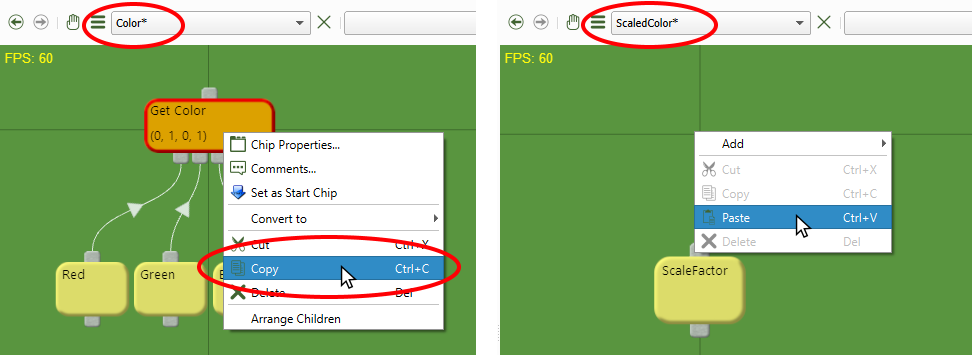 Color*
FPS: 60
Get Color
(0, 1, 0, 1)
Chip Properties...
Comments...
Set as Start Chip
Convert to
Cut Ctrl+X
Copy Ctrl+C
Delete Del
Arrange Children
Red
Green
ScaledColor*
FPS: 60
Add
Cut Ctrl+X
Copy Ctrl+C
Paste Ctrl+V
Delete Del
ScaleFactor